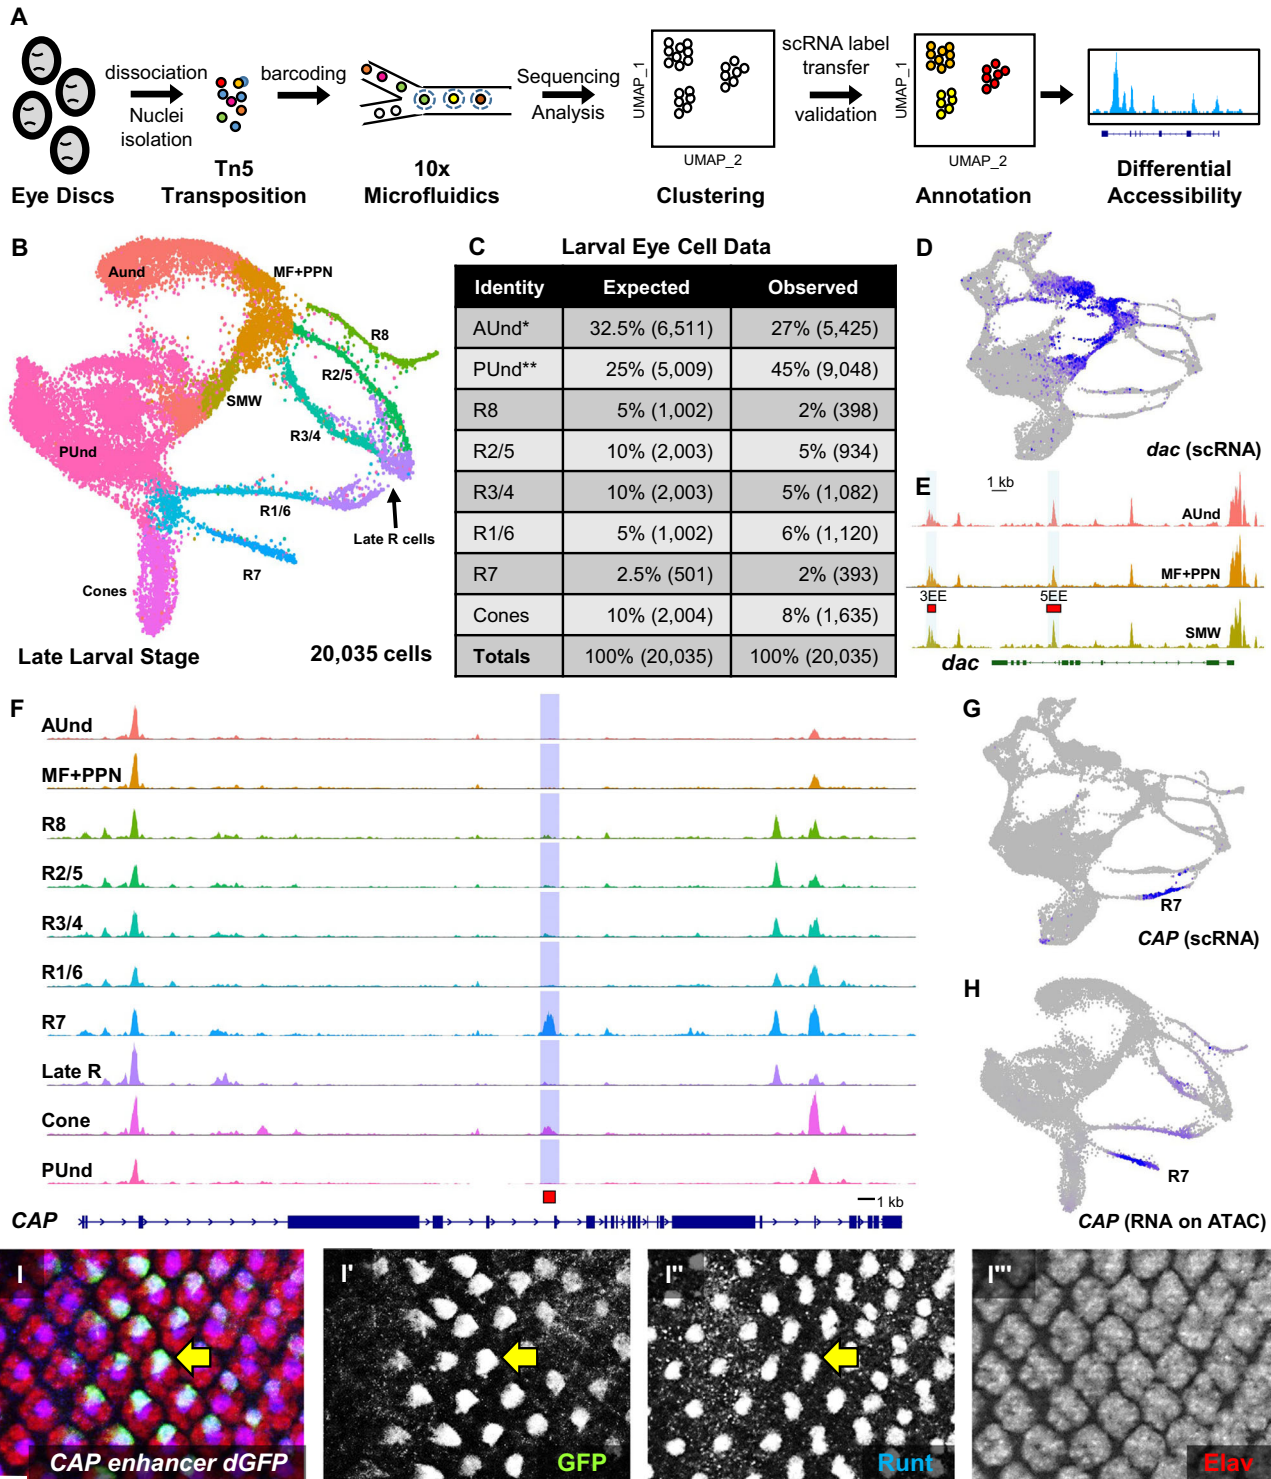 A
dissociation
Nuclei
isolation
barcoding
Sequencing
Analysis
UMAP_1
UMAP_2
scRNA label
transfer
validation
UMAP_1
UMAP_2
Eye Discs
Tn5
Transposition
10x
Microfluidics
Clustering
Annotation
Differential
Accessibility
B
Aund
MF+PPN
R8
R2/5
SMW
R3/4
PUnd
R1/6
Late R cells
R7
Cones
Late Larval Stage
20,035 cells
C
Larval Eye Cell Data
Identity Expected Observed
AUnd* 32.5% (6,511) 27% (5,425)
PUnd** 25% (5,009) 45% (9,048)
R8 5% (1,002) 2% (398)
R2/5 10% (2,003) 5% (934)
R3/4 10% (2,003) 5% (1,082)
R1/6 5% (1,002) 6% (1,120)
R7 2.5% (501) 2% (393)
Cones 10% (2,004) 8% (1,635)
Totals 100% (20,035) 100% (20,035)
D
dac (scRNA)
E
1 kb
AUnd
MF+PPN
3EE
5EE
SMW
dac
F
AUnd
MF+PPN
R8
R2/5
R3/4
R1/6
R7
Late R
Cone
PUnd
1 kb
CAP
G
R7
CAP (scRNA)
H
R7
CAP (RNA on ATAC)
I
CAP enhancer dGFP
I'
GFP
I''
Runt
I'''
Elav